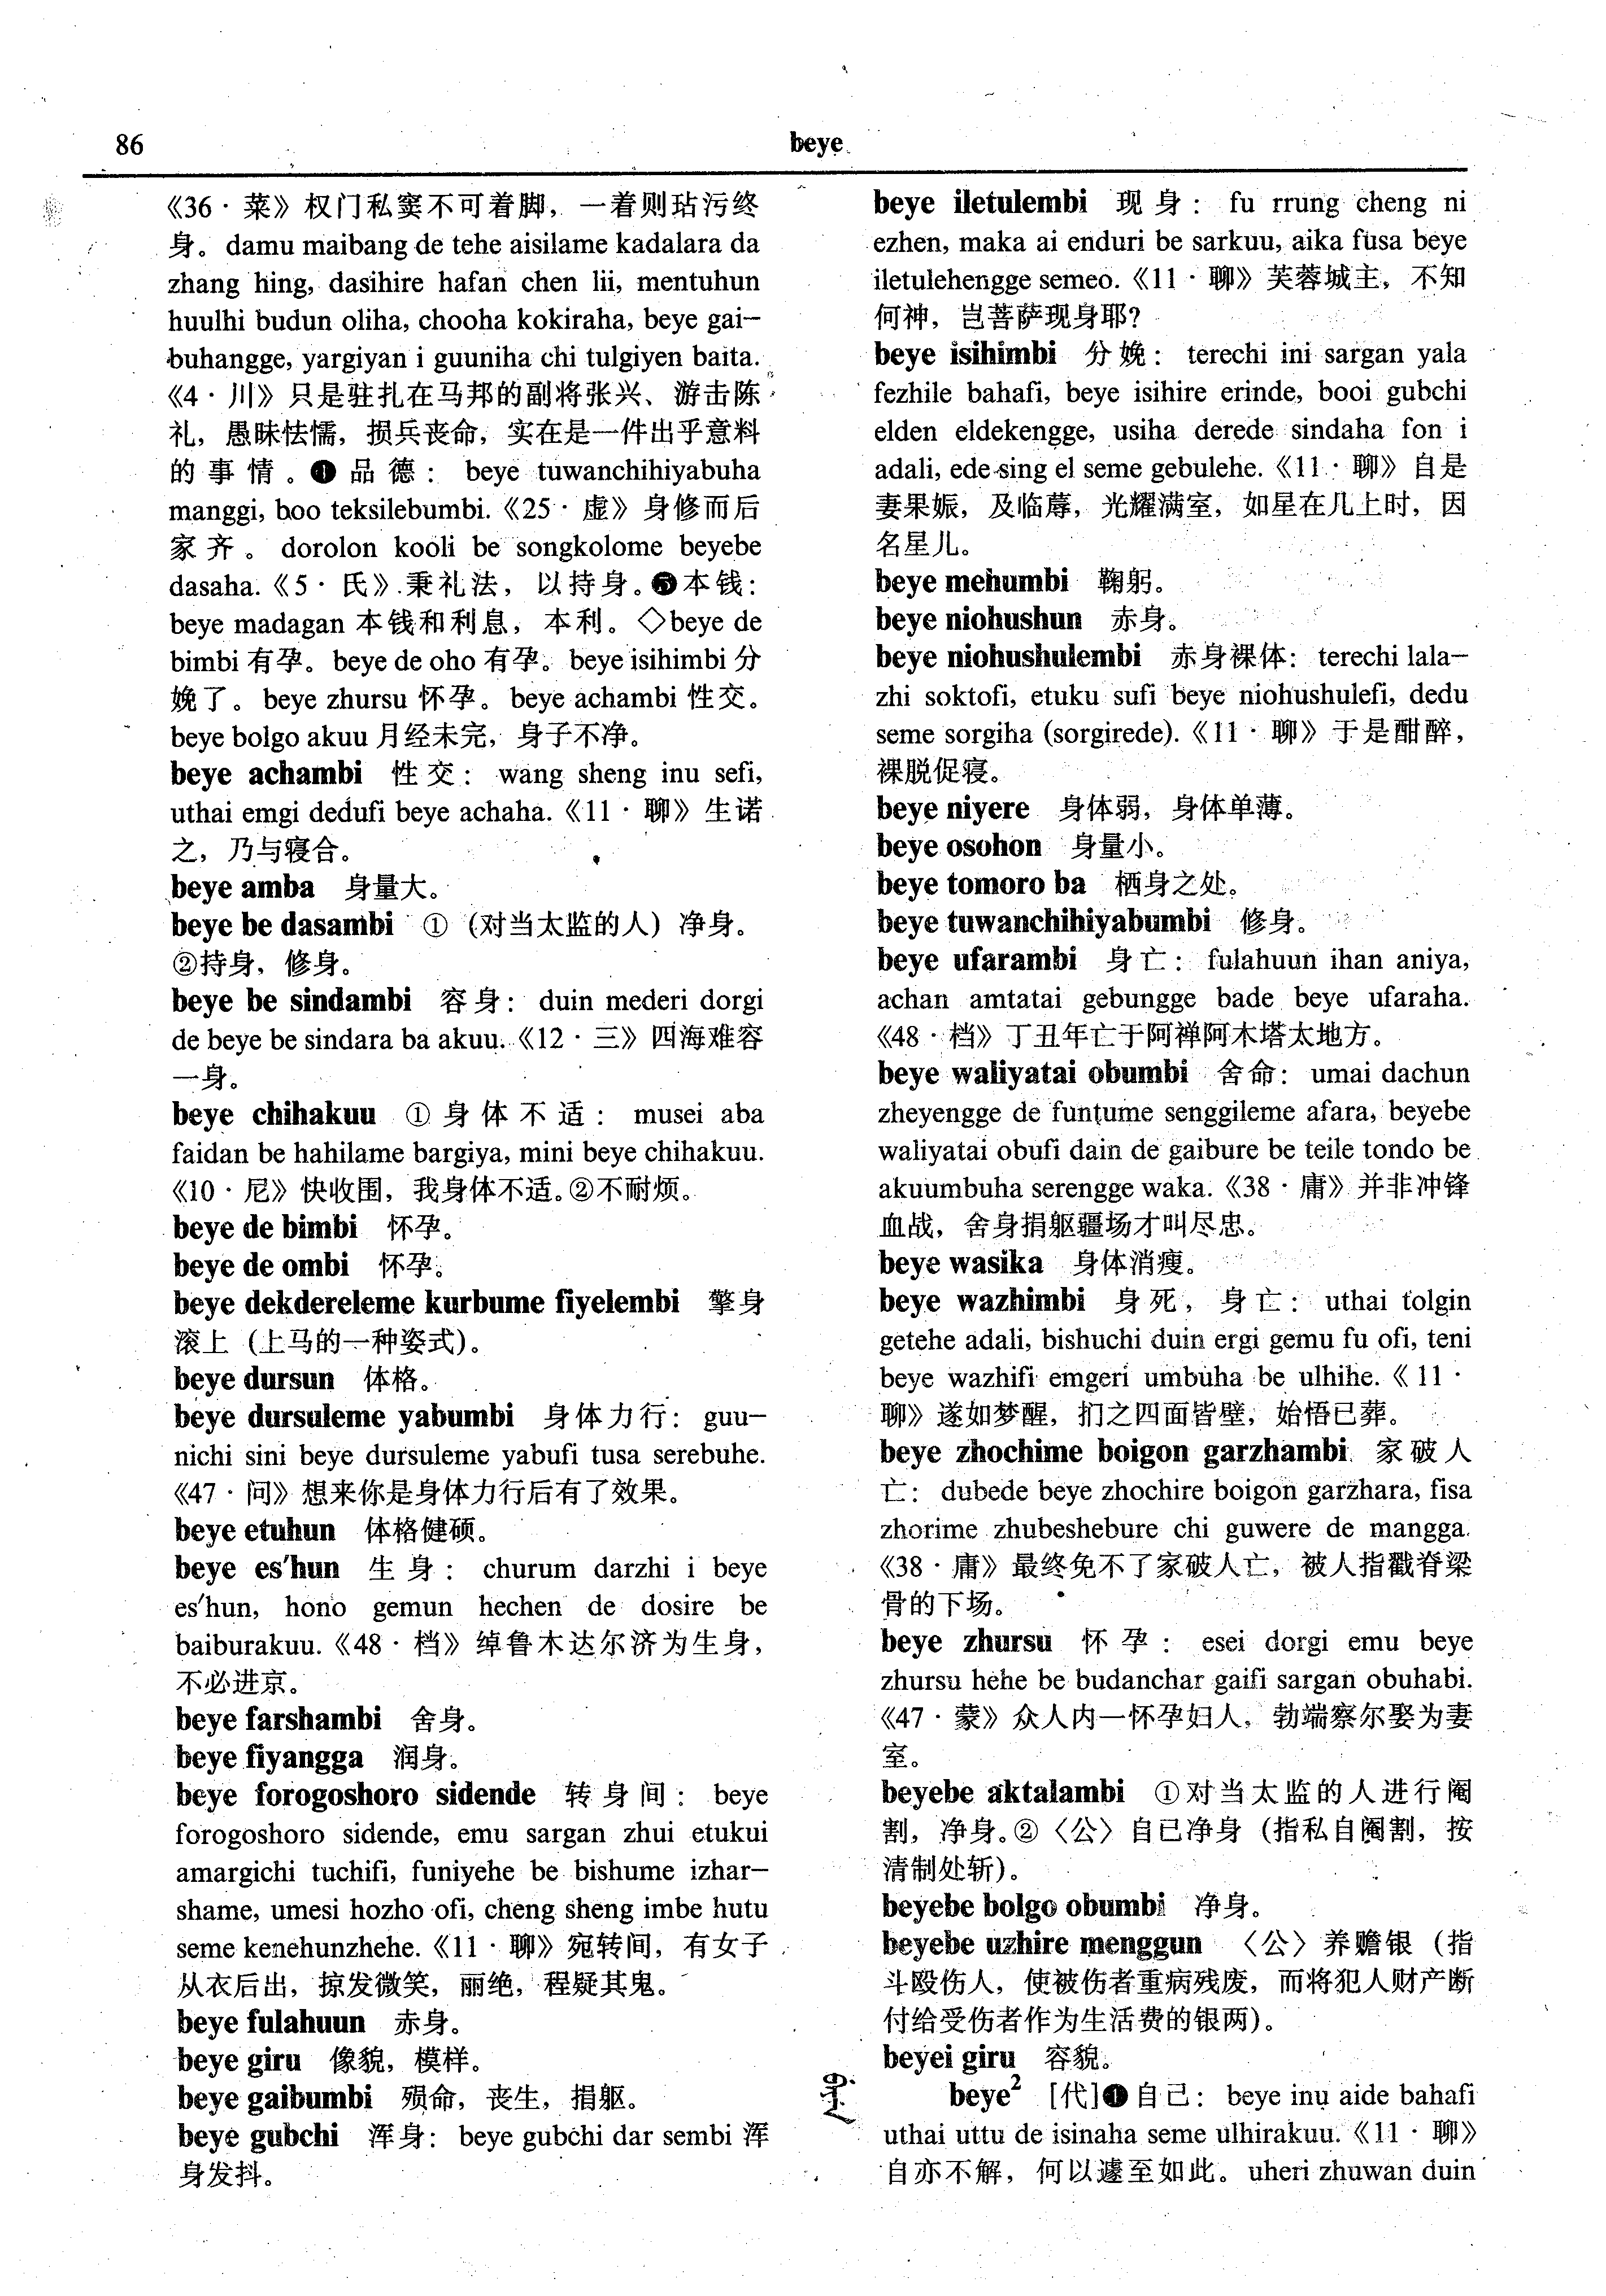 86
beye
《36·菜》权门私窦不可着脚，一着则玷污终
身。damu maibang de tehe aisilame kadalara da
zhang hing, dasihire hafan chen lii, mentuhun
huulhi budun oliha, chooha kokiraha, beye gai-
buhangge, yargiyan i guuniha chi tulgiyen baita.
《4·川》只是驻扎在马邦的副将张兴、游击陈
礼，愚昧怯懦，损兵丧命，实在是一件出乎意料
的事情。❹品德：beye tuwanchihiyabuha
manggi, boo teksilebumbi.《25·虚》身修而后
家齐。dorolon kooli be songkolome beyebe
dasaha.《5·氏》秉礼法，以持身。❺本钱：
beye madagan 本钱和利息，本利。◇beye de
bimbi 有孕。beye de oho 有孕。beye isihimbi 分
娩了。beye zhursu 怀孕。beye achambi 性交。
beye bolgo akuu 月经未完，身子不净。
beye achambi 性交：wang sheng inu sefi,
uthai emgi dedufi beye achaha.《11·聊》生诺
之，乃与寝合。
beye amba 身量大。
beye be dasambi ①（对当太监的人）净身。
②持身，修身。
beye be sindambi 容身：duin mederi dorgi
de beye be sindara ba akuu.《12·三》四海难容
一身。
beye chihakuu ①身体不适：musei aba
faidan be hahilame bargiya, mini beye chihakuu.
《10·尼》快收围，我身体不适。②不耐烦。
beye de bimbi 怀孕。
beye de ombi 怀孕。
beye dekdereleme kurbume fiyelembi 擎身
滚上（上马的一种姿式）。
beye dursun 体格。
beye dursuleme yabumbi 身体力行：guu-
nichi sini beye dursuleme yabufi tusa serebuhe.
《47·问》想来你是身体力行后有了效果。
beye etuhun 体格健硕。
beye es'hun 生身：churum darzhi i beye
es'hun, hono gemun hechen de dosire be
baiburakuu.《48·档》绰鲁木达尔济为生身，
不必进京。
beye farshambi 舍身。
beye fiyangga 润身。
beye forogoshoro sidende 转身间：beye
forogoshoro sidende, emu sargan zhui etukui
amargichi tuchifi, funiyehe be bishume izhar-
shame, umesi hozho ofi, cheng sheng imbe hutu
seme kenehunzhehe.《11·聊》宛转间，有女子
从衣后出，掠发微笑，丽绝，程疑其鬼。
beye fulahuun 赤身。
beye giru 像貌，模样。
beye gaibumbi 殒命，丧生，捐躯。
beye gubchi 浑身：beye gubchi dar sembi 浑
身发抖。
beye iletulembi 现身：fu rrung cheng ni
ezhen, maka ai enduri be sarkuu, aika fusa beye
iletulehengge semeo.《11·聊》芙蓉城主，不知
何神，岂菩萨现身耶？
beye isihimbi 分娩：terechi ini sargan yala
fezhile bahafi, beye isihire erinde, booi gubchi
elden eldekengge, usiha derede sindaha fon i
adali, ede sing el seme gebulehe.《11·聊》自是
妻果娠，及临蓐，光耀满室，如星在几上时，因
名星儿。
beye mehumbi 鞠躬。
beye niohushun 赤身。
beye niohushulembi 赤身裸体：terechi lala-
zhi soktofi, etuku sufi beye niohushulefi, dedu
seme sorgiha (sorgirede).《11·聊》于是酣醉，
裸脱促寝。
beye niyere 身体弱，身体单薄。
beye osohon 身量小。
beye tomoro ba 栖身之处。
beye tuwanchihiyabumbi 修身。
beye ufarambi 身亡：fulahuun ihan aniya,
achan amtatai gebungge bade beye ufaraha.
《48·档》丁丑年亡于阿禅阿木塔太地方。
beye waliyatai obumbi 舍命：umai dachun
zheyengge de funtume senggileme afara, beyebe
waliyatai obufi dain de gaibure be teile tondo be
akuumbuha serengge waka.《38·庸》并非冲锋
血战，舍身捐躯疆场才叫尽忠。
beye wasika 身体消瘦。
beye wazhimbi 身死，身亡：uthai tolgin
getehe adali, bishuchi duin ergi gemu fu ofi, teni
beye wazhifi emgeri umbuha be ulhihe.《11·
聊》遂如梦醒，扪之四面皆壁，始悟已葬。
beye zhochime boigon garzhambi 家破人
亡：dubede beye zhochire boigon garzhara, fisa
zhorime zhubeshebure chi guwere de mangga.
《38·庸》最终免不了家破人亡，被人指戳脊梁
骨的下场。
beye zhursu 怀孕：esei dorgi emu beye
zhursu hehe be budanchar gaifi sargan obuhabi.
《47·蒙》众人内一怀孕妇人，勃端察尔娶为妻
室。
beyebe aktalambi ①对当太监的人进行阉
割，净身。②〈公〉自已净身（指私自阉割，按
清制处斩）。
beyebe bolgo obumbi 净身。
beyebe uzhire menggun 〈公〉养赡银（指
斗殴伤人，使被伤者重病残废，而将犯人财产断
付给受伤者作为生活费的银两）。
beyei giru 容貌。
beye² [代]❶自己：beye inu aide bahafi
uthai uttu de isinaha seme ulhirakuu.《11·聊》
自亦不解，何以遽至如此。uheri zhuwan duin